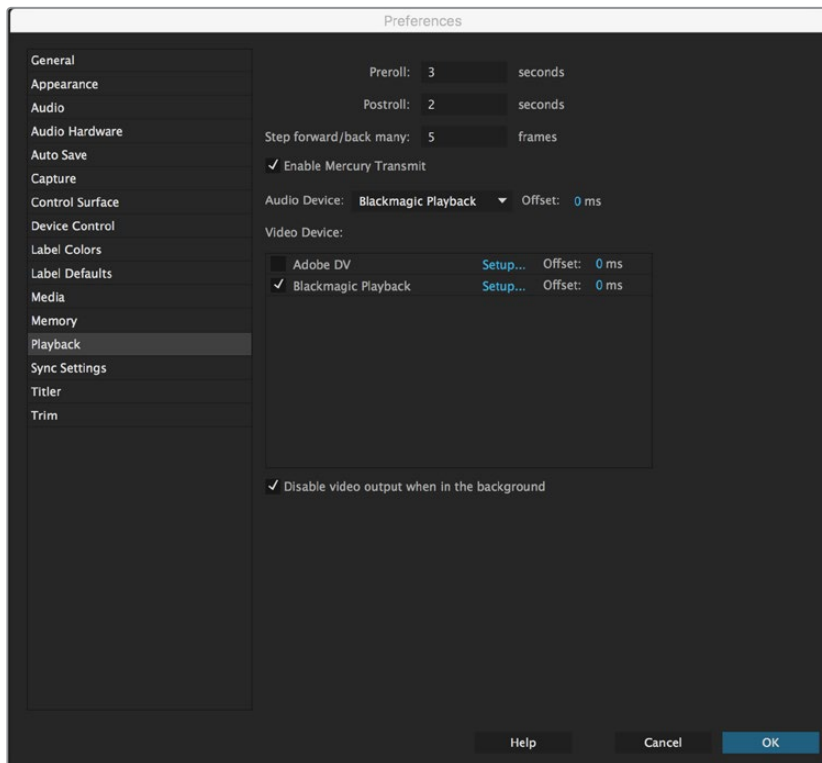 Preferences
General
Appearance
Audio
Audio Hardware
Auto Save
Capture
Control Surface
Device Control
Label Colors
Label Defaults
Media
Memory
Playback
Sync Settings
Titler
Trim
Preroll: 3 seconds
Postroll: 2 seconds
Step forward/back many: 5 frames
Enable Mercury Transmit
Audio Device: Blackmagic Playback Offset: 0 ms
Video Device:
Adobe DV Setup... Offset: 0 ms
Blackmagic Playback Setup... Offset: 0 ms
Disable video output when in the background
Help Cancel OK